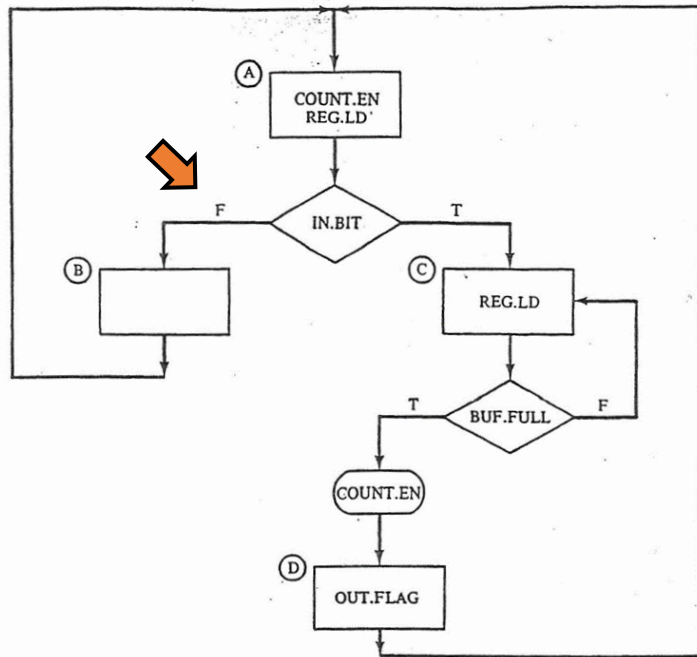 A
COUNT.EN
REG.LD
F
IN.BIT
T
B
C
REG.LD
T
BUF.FULL
F
COUNT.EN
D
OUT.FLAG